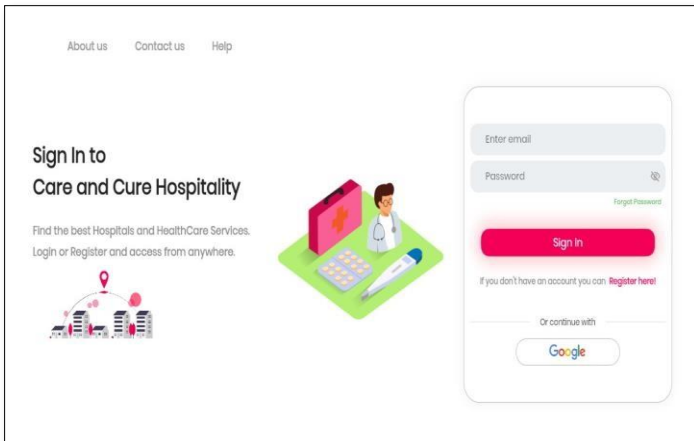 About us Contact us Help
Sign In to
Care and Cure Hospitality
Find the best Hospitals and HealthCare Services.
Login or Register and access from anywhere.
Enter email
Password
Forgot Password
Sign In
If you don't have an account you can Register here!
Or continue with
Google